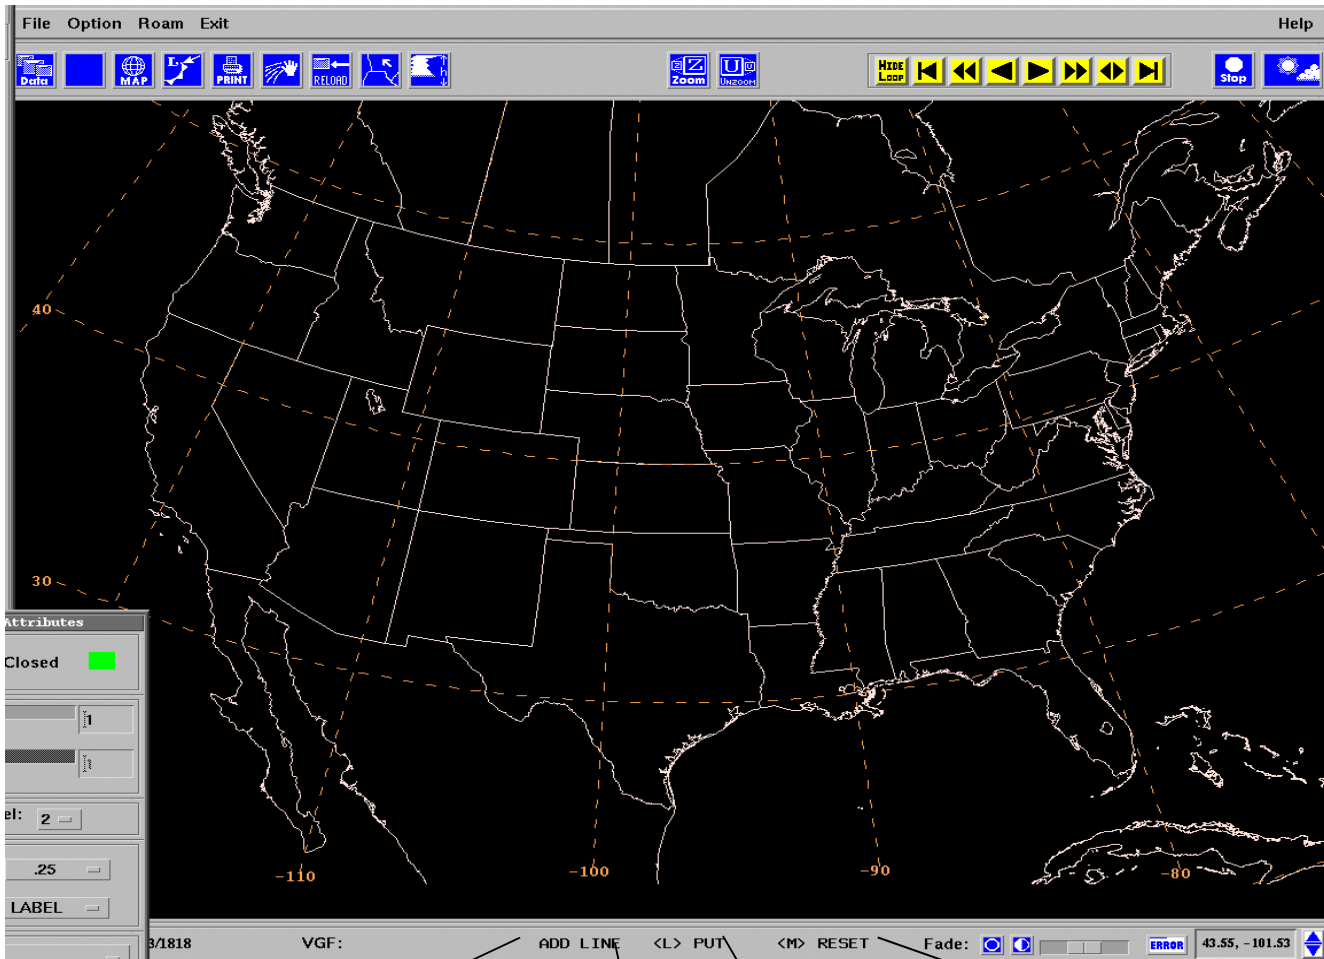 File Option Roam Exit Help
Data MAP L PRINT RELOAD Z Zoom U UNZOOM HIDE LOOP Stop
40
30
Attributes
Closed
1
1
el: 2
.25
LABEL
-110 -100 -90 -80
3/1818 VGF: ADD LINE <L> PUT <M> RESET Fade: ERROR 43.55, -101.53